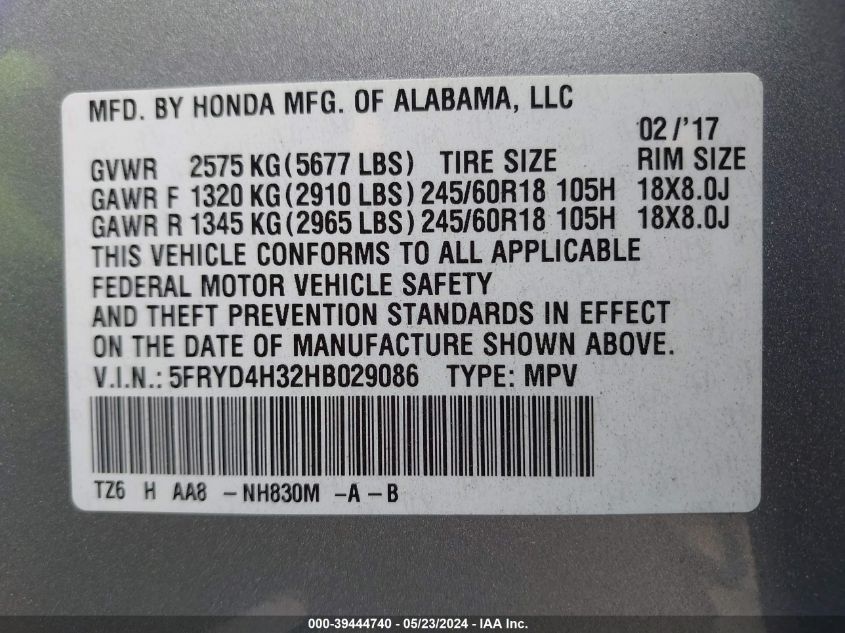 MFD. BY HONDA MFG. OF ALABAMA, LLC
02/'17
GVWR 2575 KG(5677 LBS) TIRE SIZE RIM SIZE
GAWR F 1320 KG(2910 LBS) 245/60R18 105H 18X8.0J
GAWR R 1345 KG(2965 LBS) 245/60R18 105H 18X8.0J
THIS VEHICLE CONFORMS TO ALL APPLICABLE
FEDERAL MOTOR VEHICLE SAFETY
AND THEFT PREVENTION STANDARDS IN EFFECT
ON THE DATE OF MANUFACTURE SHOWN ABOVE.
V.I.N.: 5FRYD4H32HB029086 TYPE: MPV
TZ6 H AA8 -NH830M -A -B
000-39444740 - 05/23/2024 - IAA Inc.